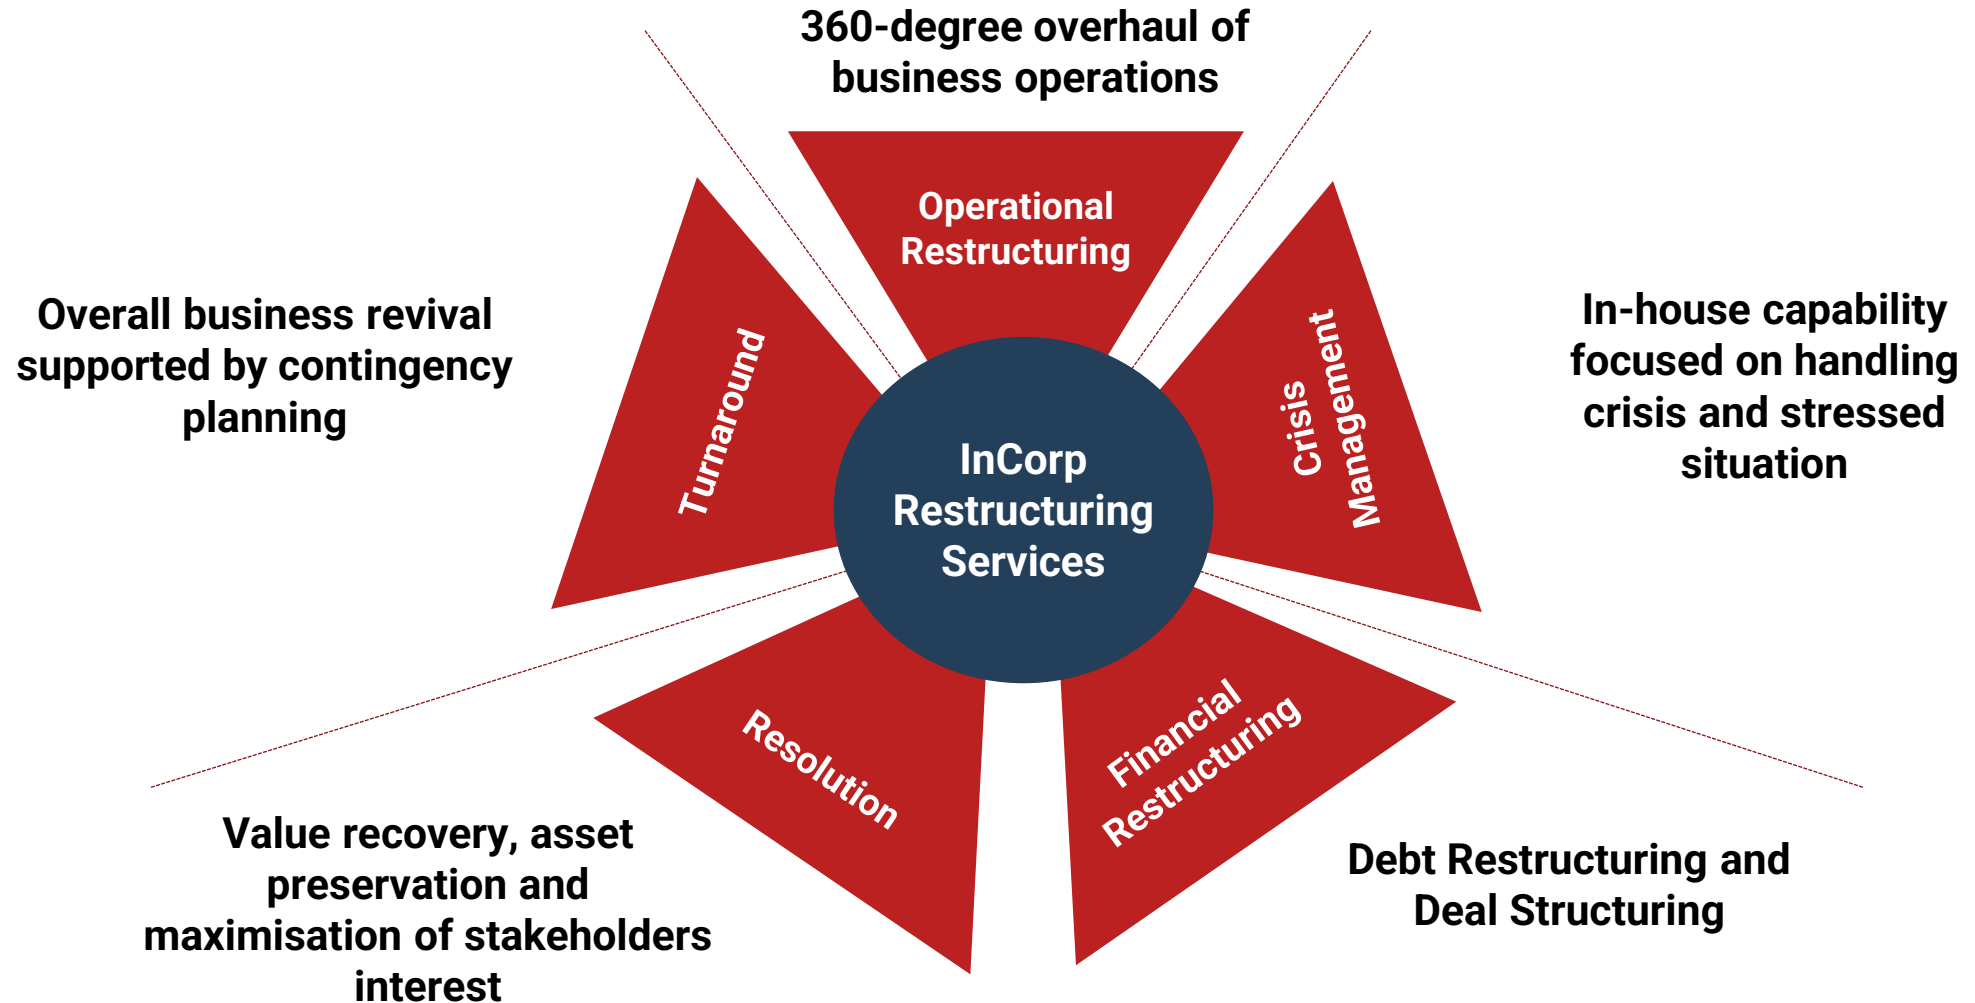 360-degree overhaul of
business operations
Operational
Restructuring
In-house capability
focused on handling
crisis and stressed
situation
Crisis
Management
Overall business revival
supported by contingency
planning
Turnaround
InCorp
Restructuring
Services
Financial
Restructuring
Debt Restructuring and
Deal Structuring
Resolution
Value recovery, asset
preservation and
maximisation of stakeholders
interest